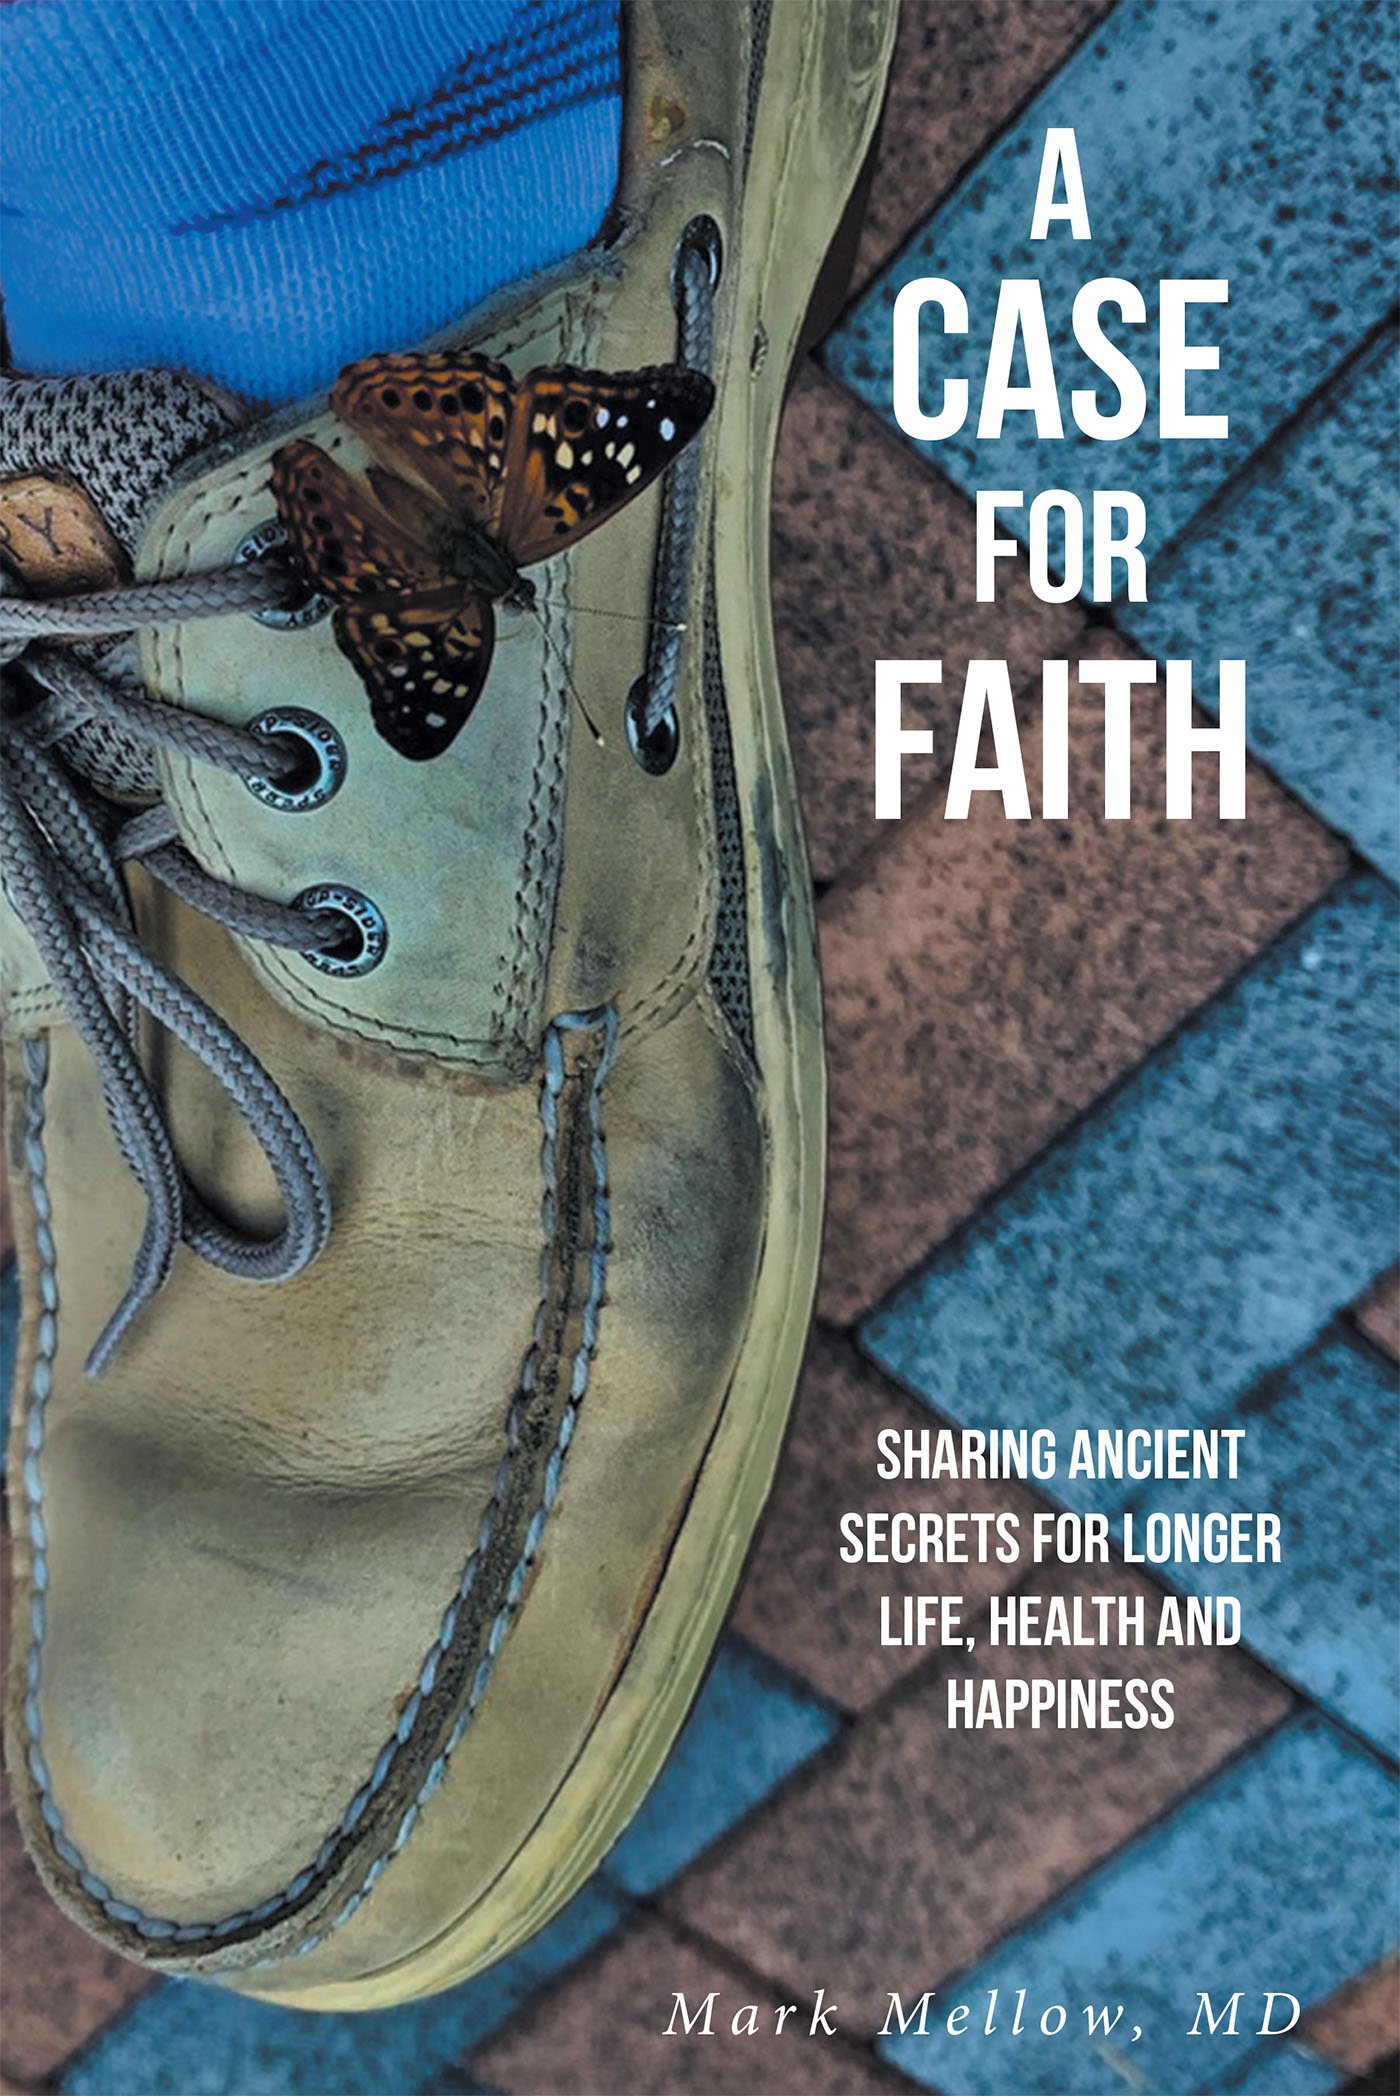 A
CASE
FOR
FAITH
SHARING ANCIENT
SECRETS FOR LONGER
LIFE, HEALTH AND
HAPPINESS
Mark Mellow, MD